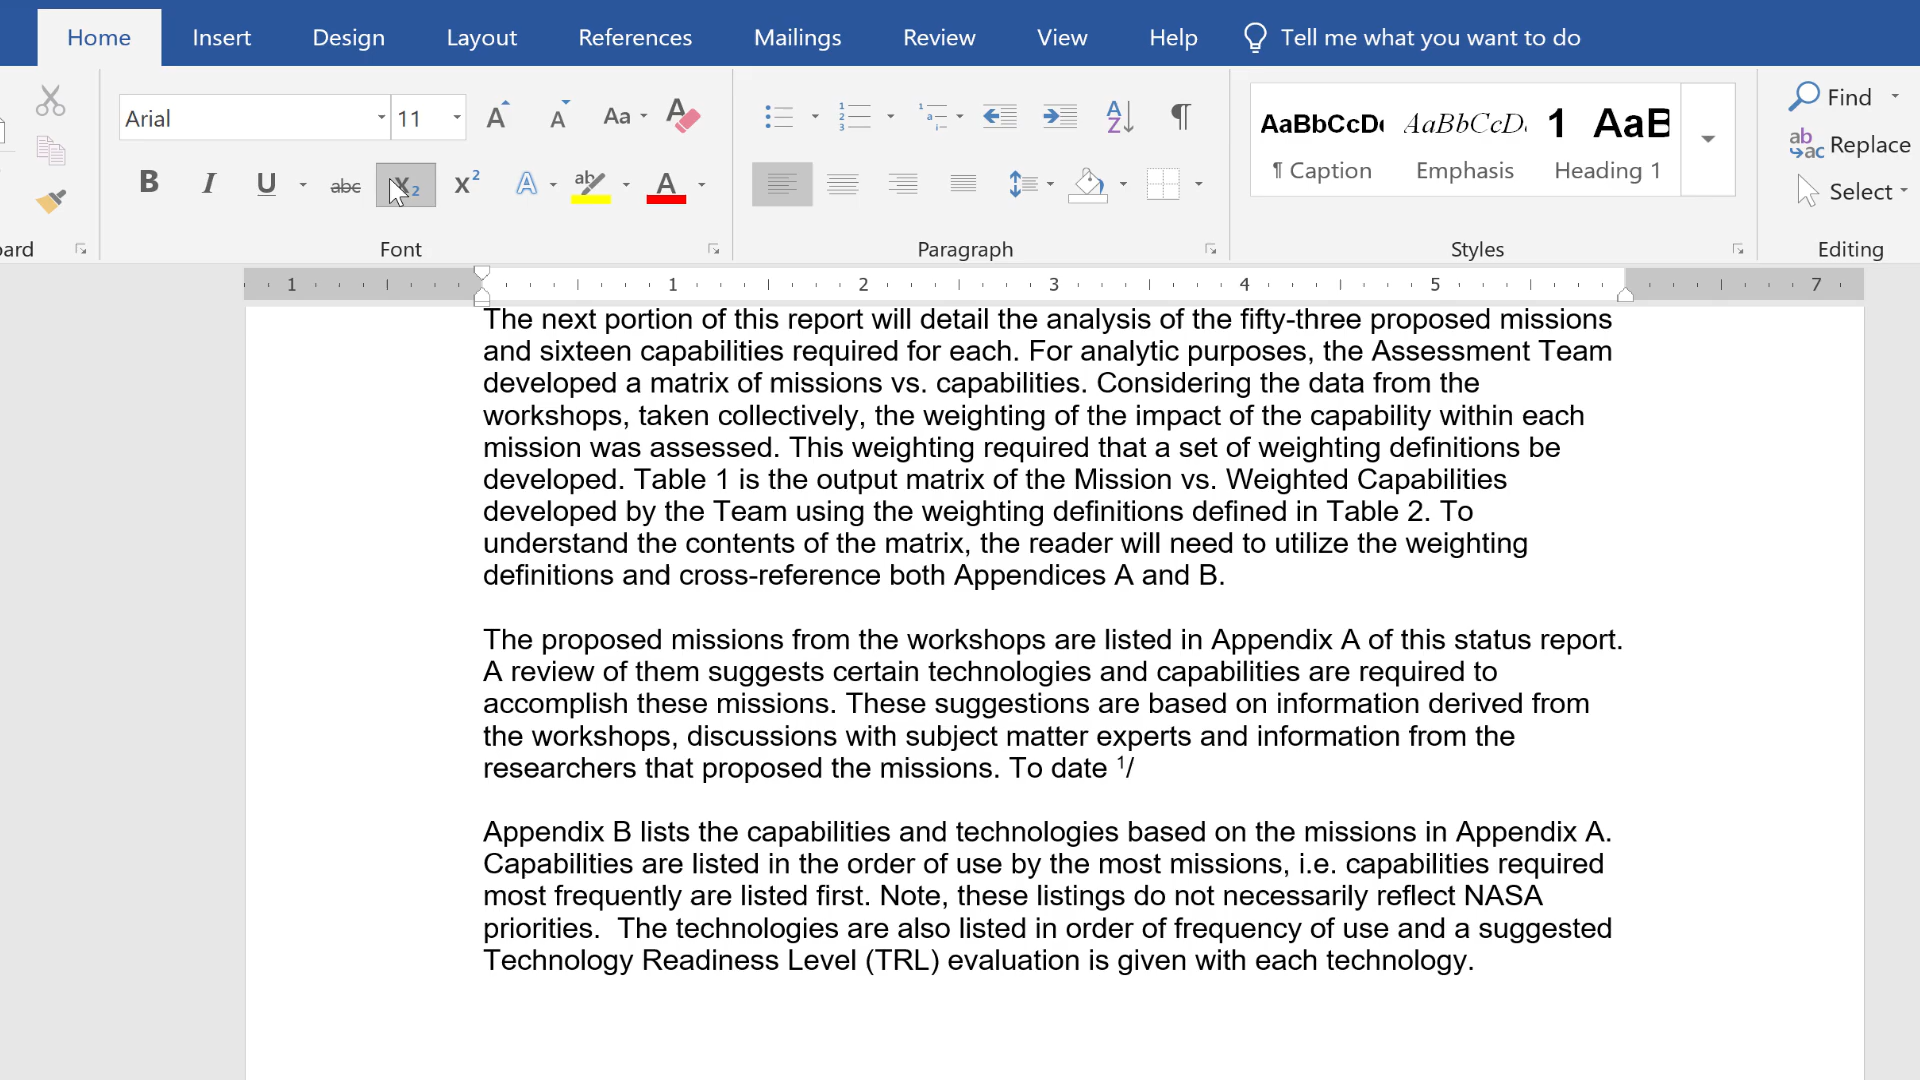 Home Insert Design Layout References Mailings Review View Help Tell me what you want to do
Arial 11 Aa
AaBbCcD AaBbCcD 1 AaB
Find
Replace
B I U abc X₂ X² A ab A
¶ Caption Emphasis Heading 1
Select
ard Font Paragraph Styles Editing
1 1 2 3 4 5 7
The next portion of this report will detail the analysis of the fifty-three proposed missions
and sixteen capabilities required for each. For analytic purposes, the Assessment Team
developed a matrix of missions vs. capabilities. Considering the data from the
workshops, taken collectively, the weighting of the impact of the capability within each
mission was assessed. This weighting required that a set of weighting definitions be
developed. Table 1 is the output matrix of the Mission vs. Weighted Capabilities
developed by the Team using the weighting definitions defined in Table 2. To
understand the contents of the matrix, the reader will need to utilize the weighting
definitions and cross-reference both Appendices A and B.
The proposed missions from the workshops are listed in Appendix A of this status report.
A review of them suggests certain technologies and capabilities are required to
accomplish these missions. These suggestions are based on information derived from
the workshops, discussions with subject matter experts and information from the
researchers that proposed the missions. To date ¹/
Appendix B lists the capabilities and technologies based on the missions in Appendix A.
Capabilities are listed in the order of use by the most missions, i.e. capabilities required
most frequently are listed first. Note, these listings do not necessarily reflect NASA
priorities.  The technologies are also listed in order of frequency of use and a suggested
Technology Readiness Level (TRL) evaluation is given with each technology.